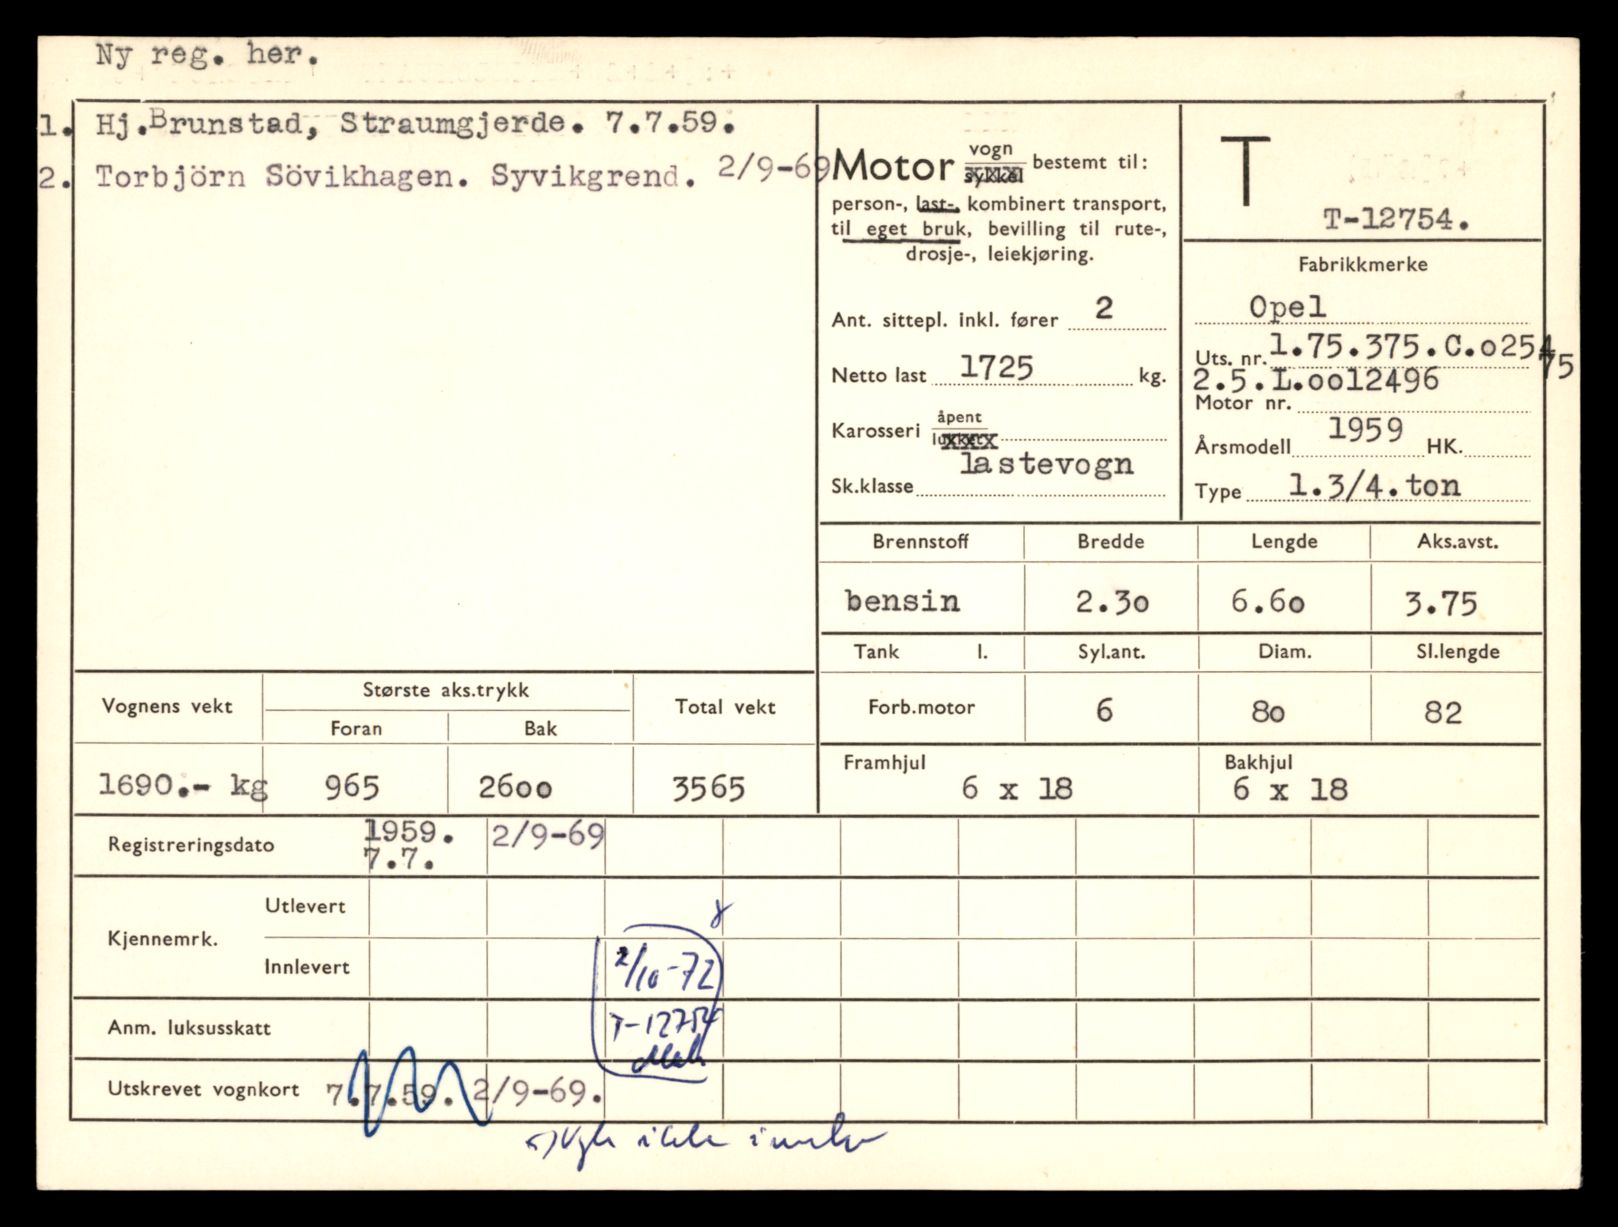 Ny reg. her.
1. Hj. Brunstad, Straumgjerde. 7.7.59.
2. Torbjörn Sövikhagen. Syvikgrend. 2/9-69
Motor vogn
sykkel bestemt til:
person-, last-, kombinert transport,
til eget bruk, bevilling til rute-,
drosje-, leiekjøring.
Ant. sittepl. inkl. fører 2
Netto last 1725 kg.
Karosseri åpent
lukket
lastevogn
Sk.klasse
T
T-12754.
Fabrikkmerke
Opel
Uts. nr. 1.75.375.C.o254
75
2.5.L.oo12496
Motor nr.
Årsmodell 1959 HK.
Type 1.3/4.ton
Brennstoff Bredde Lengde Aks.avst.
bensin 2.3o 6.6o 3.75
Tank l. Syl.ant. Diam. Sl.lengde
Forb.motor 6 8o 82
Framhjul Bakhjul
6 x 18 6 x 18
Vognens vekt Største aks.trykk Total vekt
Foran Bak
1690.- kg 965 26oo 3565
Registreringsdato 1959. 2/9-69
7.7.
Kjennemrk. Utlevert
Innlevert 2/10-72
Anm. luksusskatt T-12754
Utskrevet vognkort 7.7.59. 2/9-69.
ikke